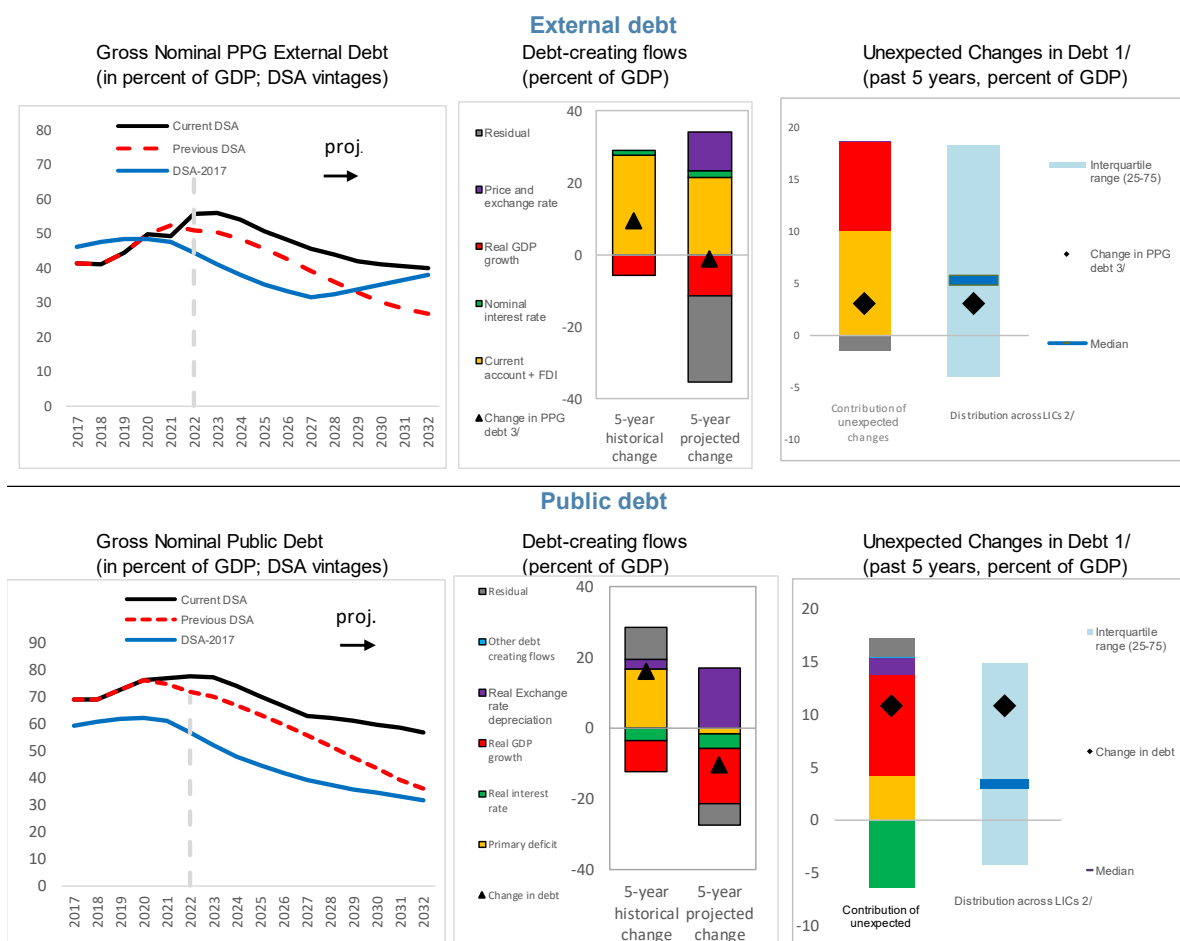 External debt
Gross Nominal PPG External Debt
(in percent of GDP; DSA vintages)
Current DSA
Previous DSA
DSA-2017
proj.
80
70
60
50
40
30
20
10
0
2017
2018
2019
2020
2021
2022
2023
2024
2025
2026
2027
2028
2029
2030
2031
2032
Debt-creating flows
(percent of GDP)
Residual
Price and
exchange rate
Real GDP
growth
Nominal
interest rate
Current
account + FDI
Change in PPG
debt 3/
40
20
0
-20
-40
5-year
historical
change
5-year
projected
change
Unexpected Changes in Debt 1/
(past 5 years, percent of GDP)
20
15
10
5
0
-5
-10
Contribution of
unexpected
changes
Distribution across LICs 2/
Interquartile
range (25-75)
Change in PPG
debt 3/
Median
Public debt
Gross Nominal Public Debt
(in percent of GDP; DSA vintages)
Current DSA
Previous DSA
DSA-2017
proj.
90
80
70
60
50
40
30
20
10
0
2017
2018
2019
2020
2021
2022
2023
2024
2025
2026
2027
2028
2029
2030
2031
2032
Debt-creating flows
(percent of GDP)
Residual
Other debt
creating flows
Real Exchange
rate depreciation
Real GDP
growth
Real interest
rate
Primary deficit
Change in debt
40
20
0
-20
-40
5-year
historical
change
5-year
projected
change
Unexpected Changes in Debt 1/
(past 5 years, percent of GDP)
20
15
10
5
0
-5
-10
Contribution of
unexpected
Distribution across LICs 2/
Interquartile
range (25-75)
Change in debt
Median